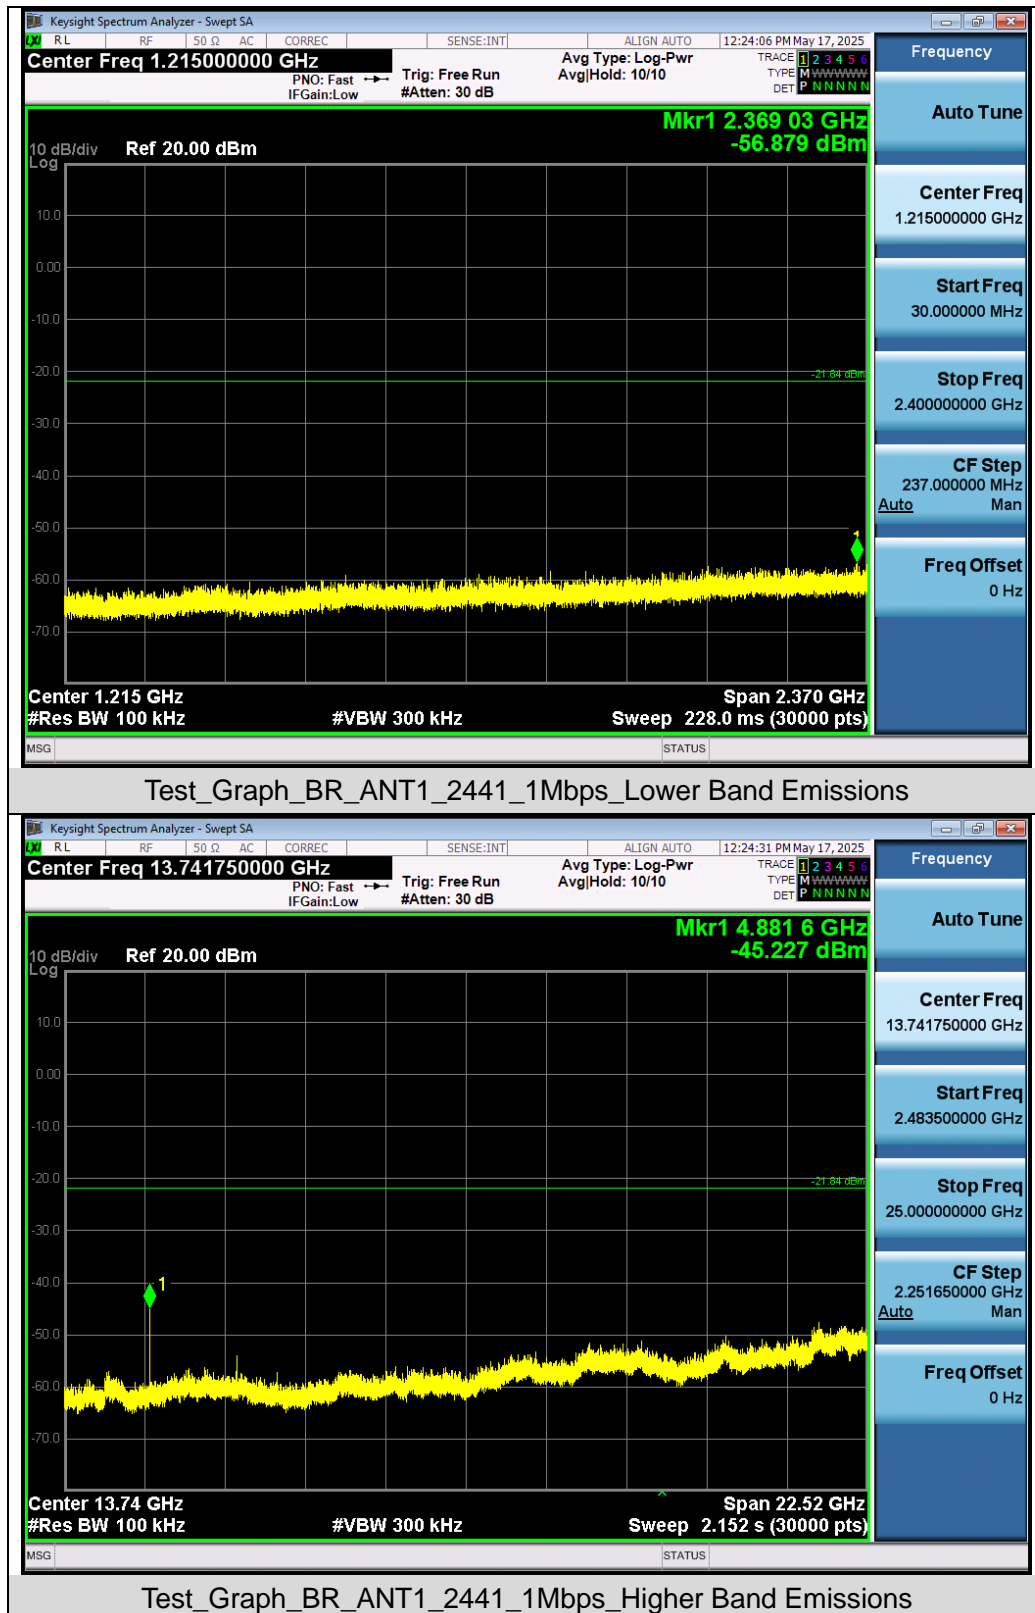 Keysight Spectrum Analyzer - Swept SA
LXI RL RF 50 Ω AC CORREC SENSE:INT ALIGN AUTO 12:24:06 PM May 17, 2025
Center Freq 1.215000000 GHz
PNO: Fast
IFGain:Low
Trig: Free Run
#Atten: 30 dB
Avg Type: Log-Pwr
Avg|Hold: 10/10
TRACE 1 2 3 4 5 6
TYPE M WWWWW
DET P N N N N N
Frequency
Auto Tune
Center Freq
1.215000000 GHz
Start Freq
30.000000 MHz
Stop Freq
2.400000000 GHz
CF Step
237.000000 MHz
Auto Man
Freq Offset
0 Hz
Mkr1 2.369 03 GHz
-56.879 dBm
10 dB/div Ref 20.00 dBm
Log
10.0
0.00
-10.0
-20.0
-21.84 dBm
-30.0
-40.0
-50.0
1
-60.0
-70.0
Center 1.215 GHz Span 2.370 GHz
#Res BW 100 kHz #VBW 300 kHz Sweep 228.0 ms (30000 pts)
MSG STATUS
Test_Graph_BR_ANT1_2441_1Mbps_Lower Band Emissions
Keysight Spectrum Analyzer - Swept SA
LXI RL RF 50 Ω AC CORREC SENSE:INT ALIGN AUTO 12:24:31 PM May 17, 2025
Center Freq 13.741750000 GHz
PNO: Fast
IFGain:Low
Trig: Free Run
#Atten: 30 dB
Avg Type: Log-Pwr
Avg|Hold: 10/10
TRACE 1 2 3 4 5 6
TYPE M WWWWW
DET P N N N N N
Frequency
Auto Tune
Center Freq
13.741750000 GHz
Start Freq
2.483500000 GHz
Stop Freq
25.000000000 GHz
CF Step
2.251650000 GHz
Auto Man
Freq Offset
0 Hz
Mkr1 4.881 6 GHz
-45.227 dBm
10 dB/div Ref 20.00 dBm
Log
10.0
0.00
-10.0
-20.0
-21.84 dBm
-30.0
-40.0
1
-50.0
-60.0
-70.0
Center 13.74 GHz Span 22.52 GHz
#Res BW 100 kHz #VBW 300 kHz Sweep 2.152 s (30000 pts)
MSG STATUS
Test_Graph_BR_ANT1_2441_1Mbps_Higher Band Emissions